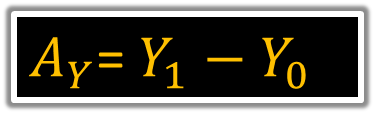 A_Y = Y_1 − Y_0